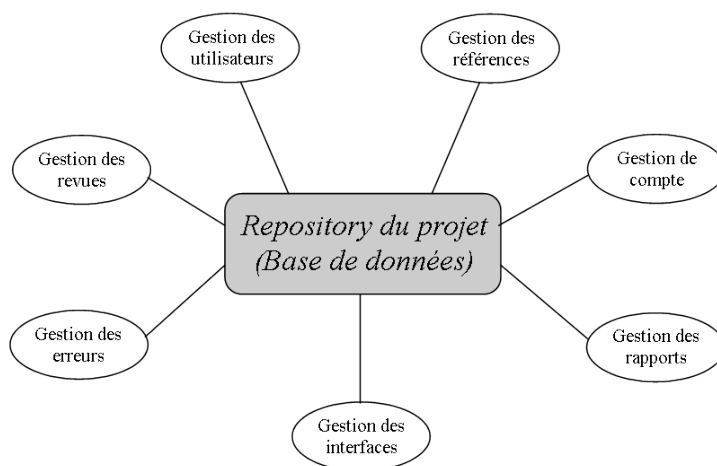 Gestion des
utilisateurs
Gestion des
références
Gestion des
revues
Gestion de
compte
Repository du projet
(Base de données)
Gestion des
erreurs
Gestion des
rapports
Gestion des
interfaces